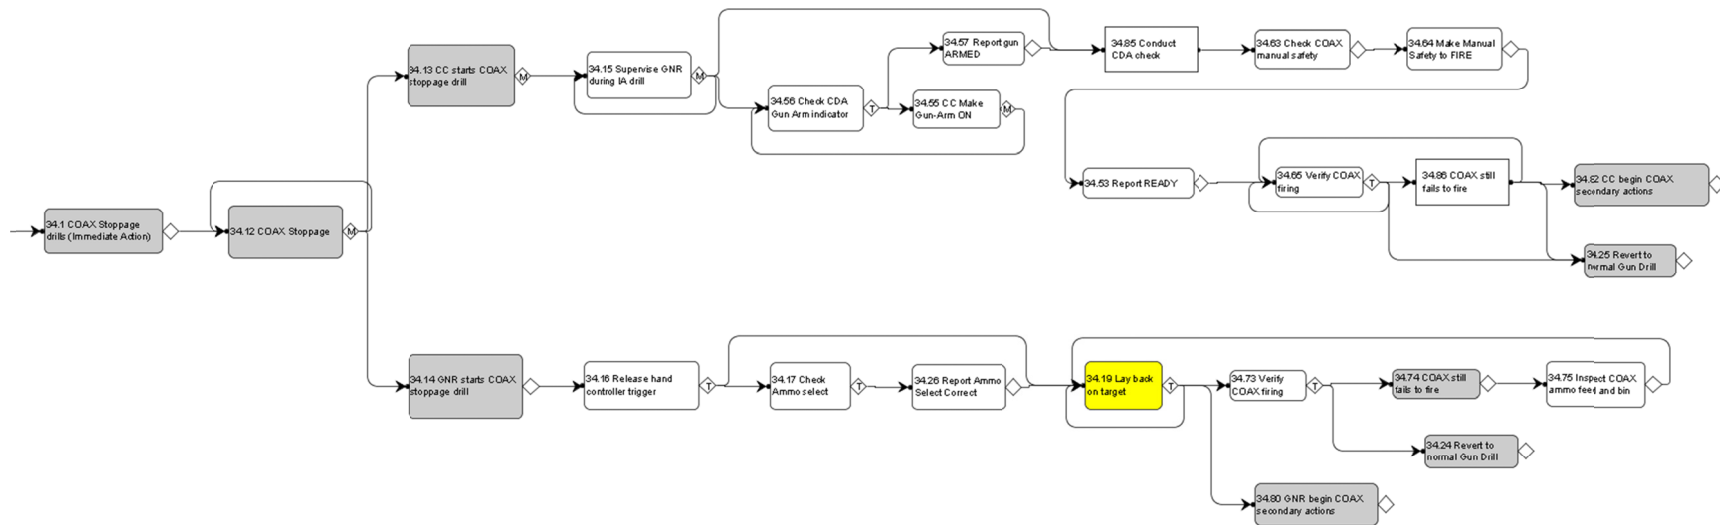 34.57 Report gun
ARMED
34.85 Conduct
CDA check
34.63 Check COAX
manual safety
34.64 Make Manual
Safety to FIRE
34.13 CC starts COAX
stoppage drill
M
34.15 Supervise GNR
during IA drill
M
34.56 Check CDA
Gun Arm indicator
T
34.55 CC Make
Gun-Arm ON
M
34.53 Report READY
34.65 Verify COAX
firing
T
34.86 COAX still
fails to fire
34.82 CC begin COAX
secondary actions
34.1 COAX Stoppage
drills (Immediate Action)
34.12 COAX Stoppage
M
34.25 Revert to
normal Gun Drill
34.14 GNR starts COAX
stoppage drill
34.16 Release hand
controller trigger
T
34.17 Check
Ammo select
T
34.26 Report Ammo
Select Correct
34.19 Lay back
on target
T
34.73 Verify
COAX firing
T
34.74 COAX still
fails to fire
34.75 Inspect COAX
ammo feed and bin
34.24 Revert to
normal Gun Drill
34.80 GNR begin COAX
secondary actions